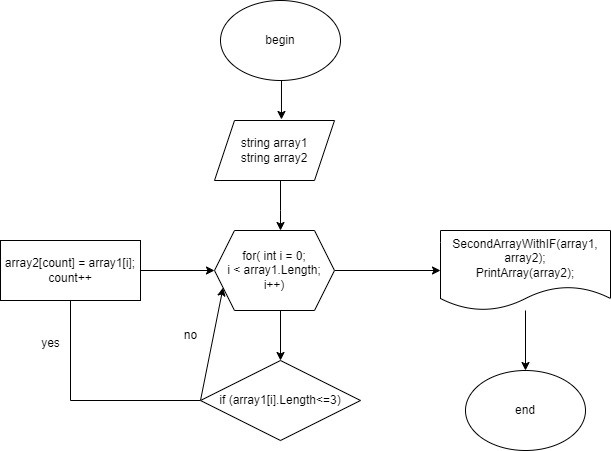 begin
string array1
string array2
for( int i = 0;
i < array1.Length;
i++)
array2[count] = array1[i];
count++
SecondArrayWithIF(array1,
array2);
PrintArray(array2);
yes
no
if (array1[i].Length<=3)
end